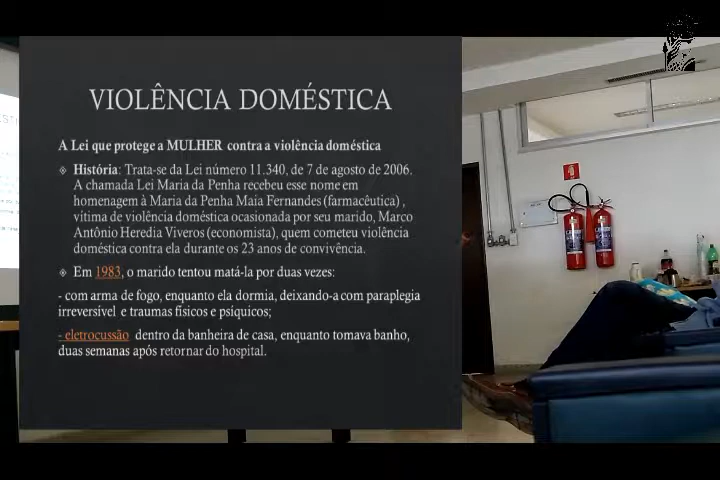 VIOLÊNCIA DOMÉSTICA
A Lei que protege a MULHER contra a violência doméstica
História: Trata-se da Lei número 11.340, de 7 de agosto de 2006.
A chamada Lei Maria da Penha recebeu esse nome em
homenagem à Maria da Penha Maia Fernandes (farmacêutica) ,
vítima de violência doméstica ocasionada por seu marido, Marco
Antônio Heredia Viveros (economista), quem cometeu violência
doméstica contra ela durante os 23 anos de convivência.
Em 1983, o marido tentou matá-la por duas vezes:
- com arma de fogo, enquanto ela dormia, deixando-a com paraplegia
irreversível e traumas físicos e psíquicos;
- eletrocussão dentro da banheira de casa, enquanto tomava banho,
duas semanas após retornar do hospital.